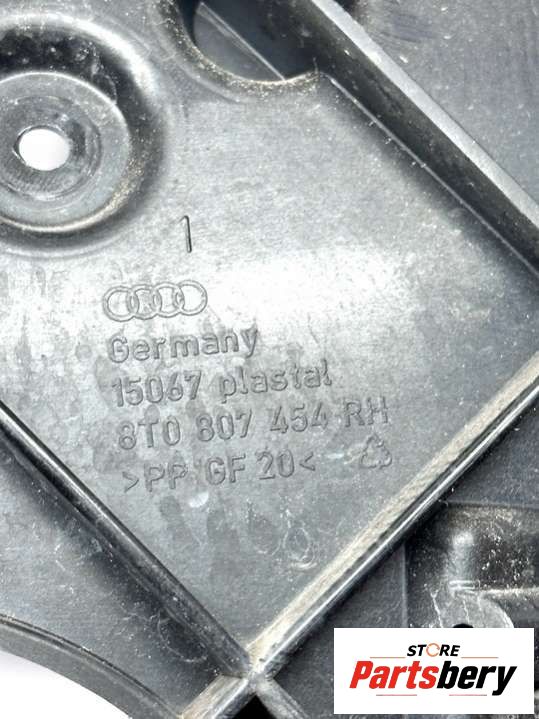 1
Germany
15067 plastal
8T0 807 454 RH
>PP GF 20<
STORE
Partsbery